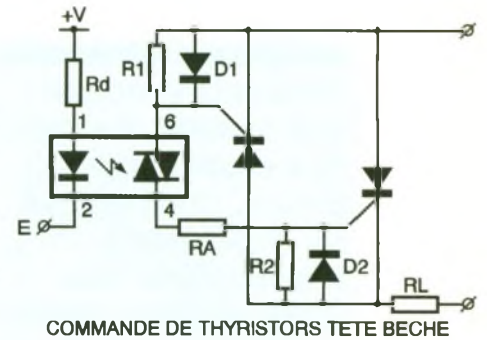 +V
R1
D1
Rd
1
6
2
4
E
RA
R2
D2
RL
COMMANDE DE THYRISTORS TETE BECHE